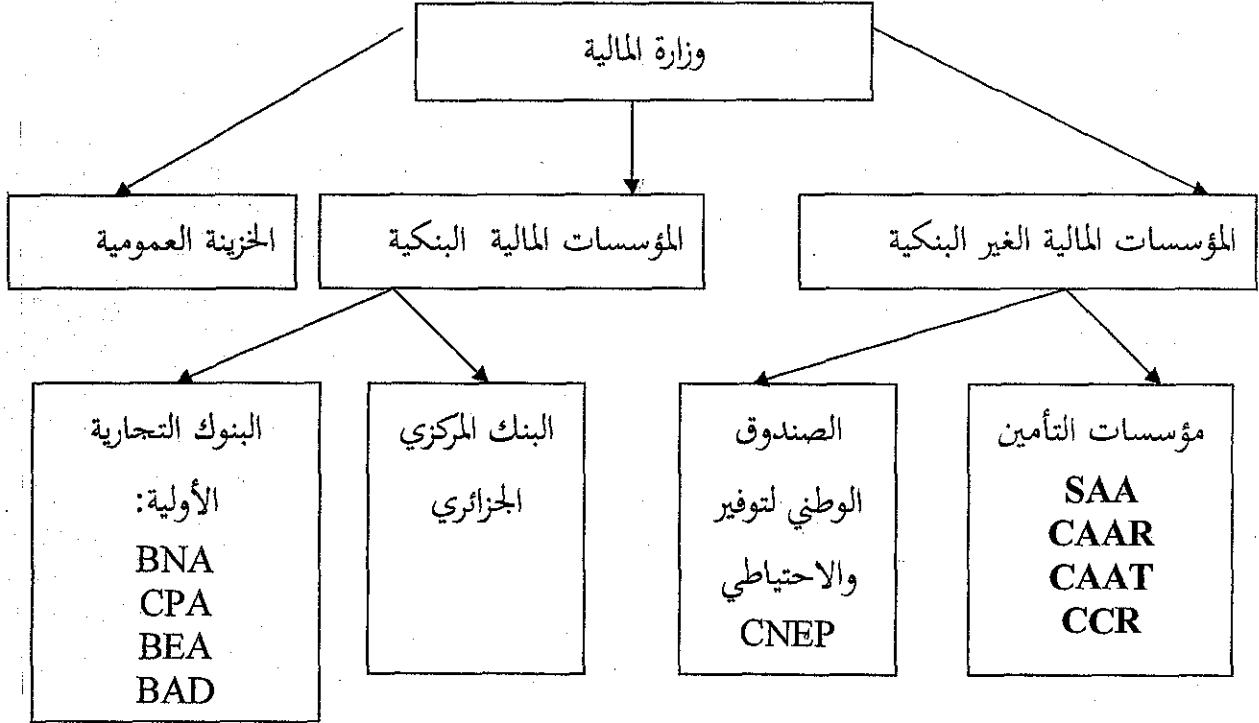 وزارة المالية
المؤسسات المالية الغير البنكية
المؤسسات المالية البنكية
الخزينة العمومية
مؤسسات التأمين
SAA
CAAR
CAAT
CCR
الصندوق
الوطني لتوفير
والاحتياطي
CNEP
البنك المركزي
الجزائري
البنوك التجارية
الأولية:
BNA
CPA
BEA
BAD